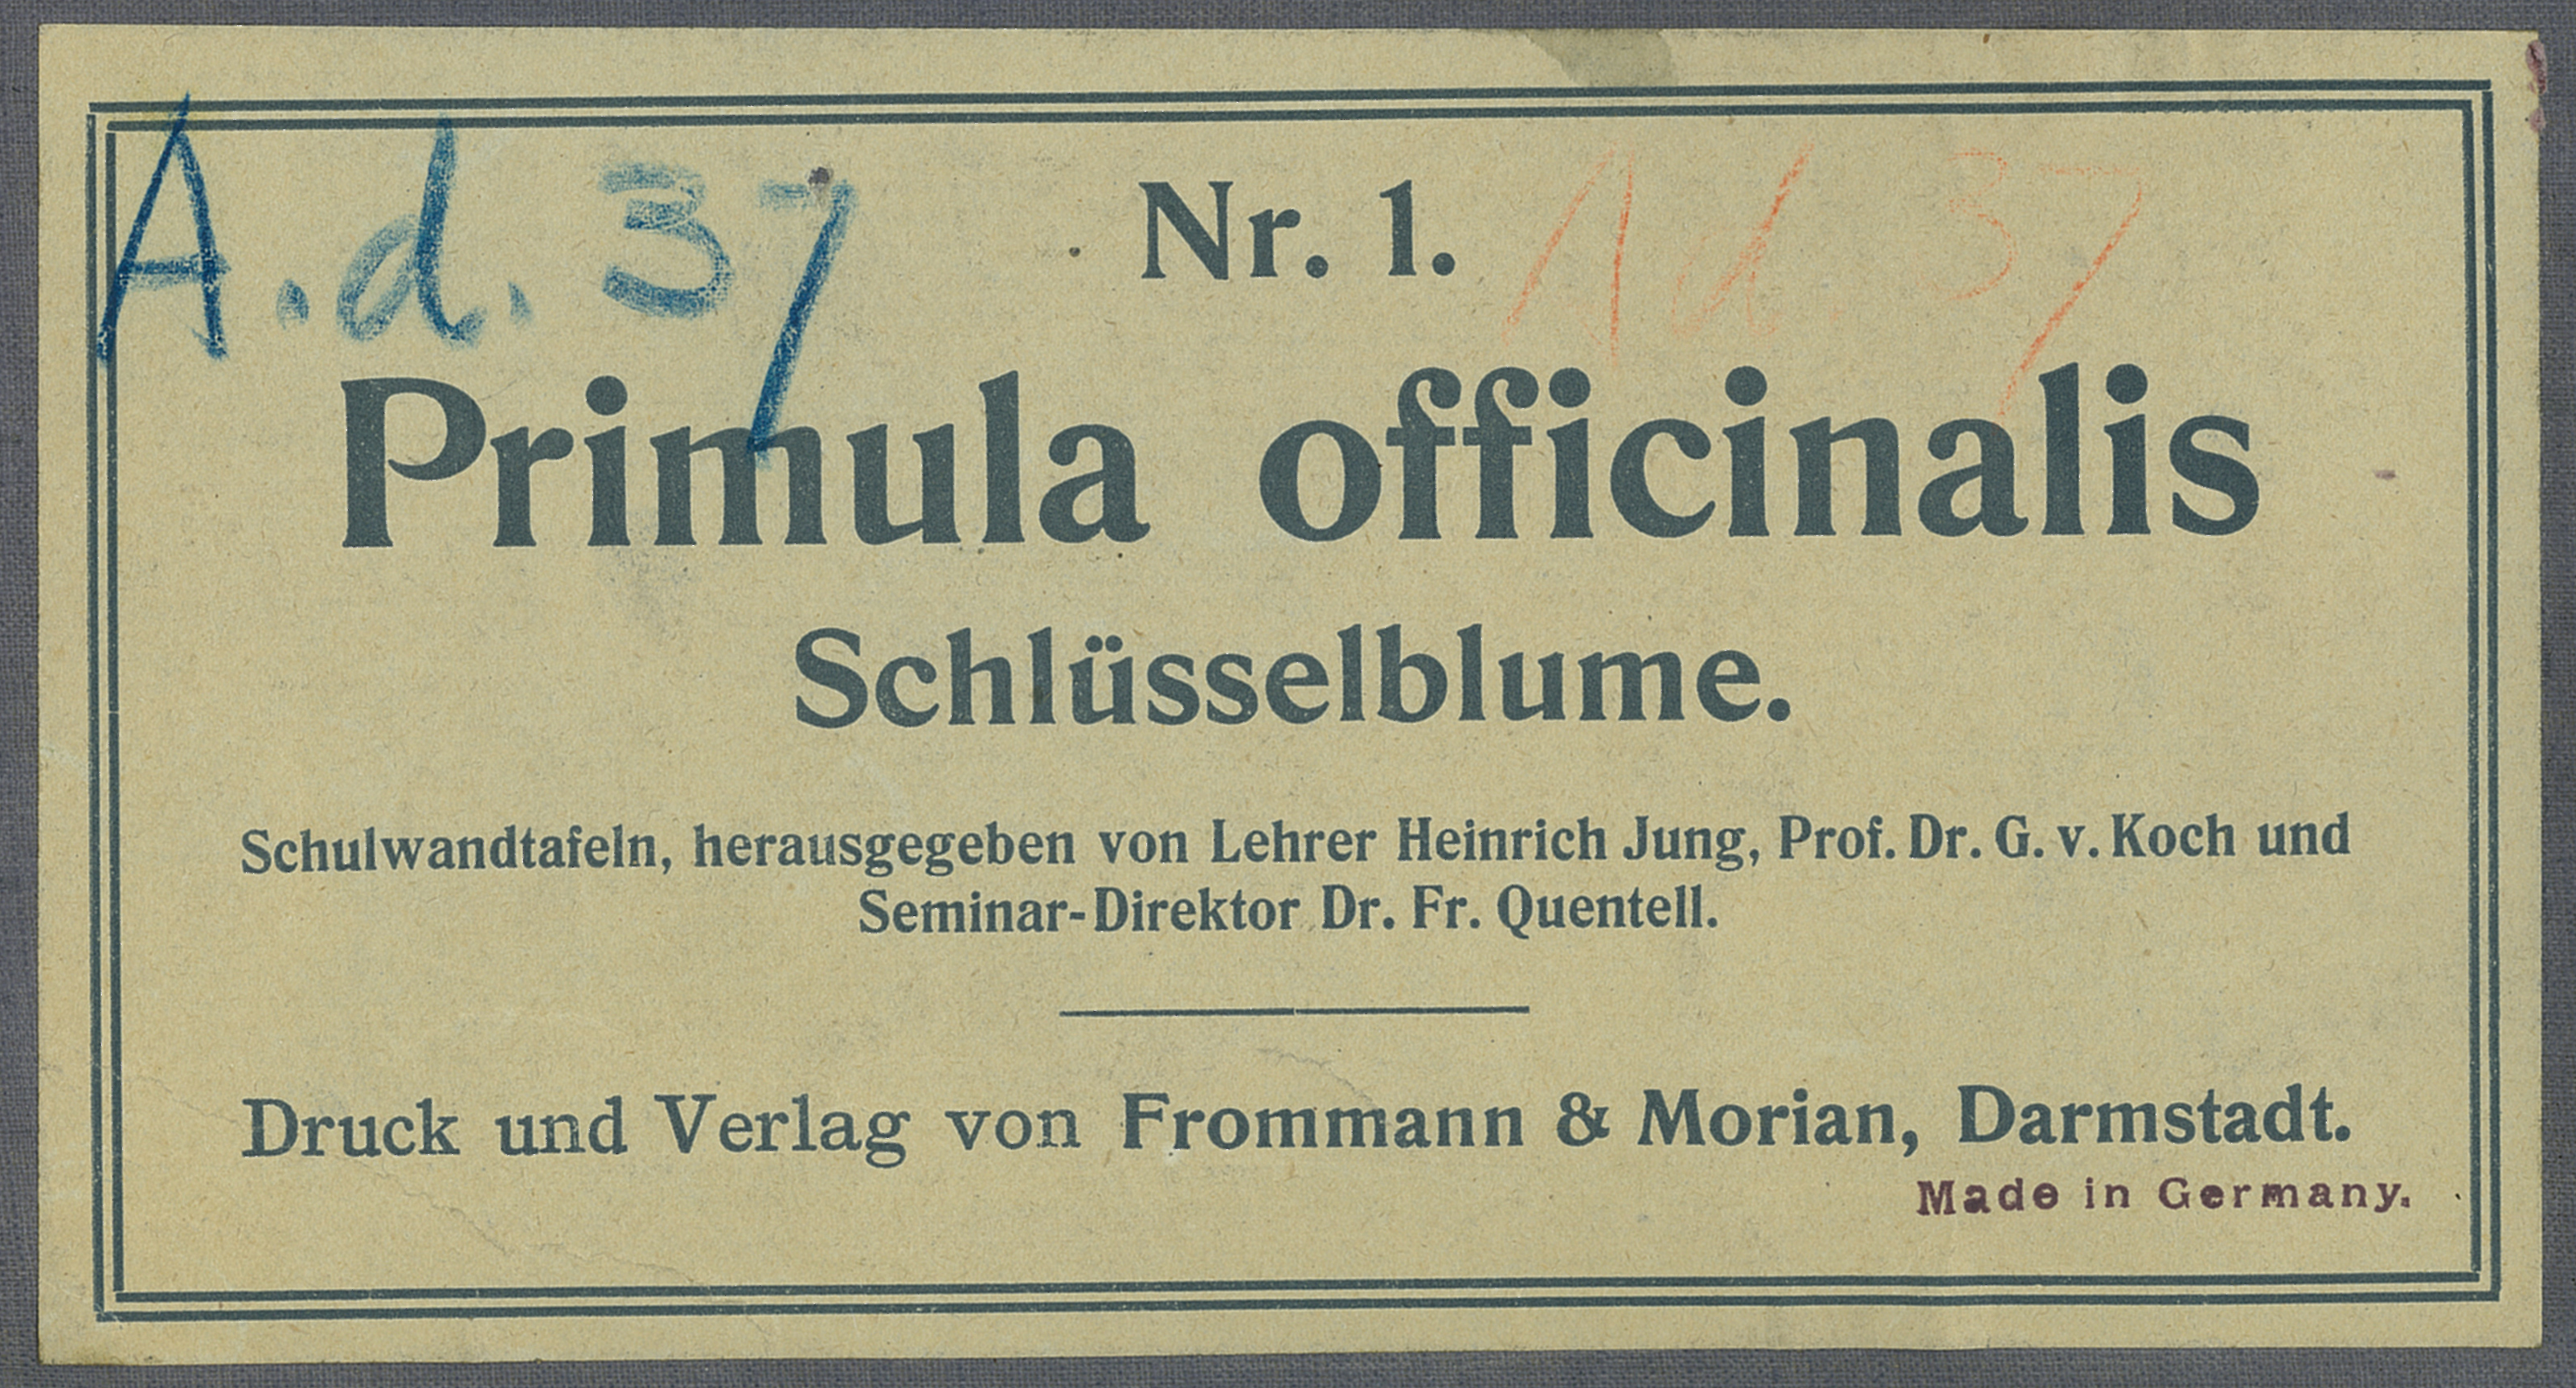 A.d. 37
Nr. 1.
Ad. 37
Primula officinalis
Schlüsselblume.
Schulwandtafeln, herausgegeben von Lehrer Heinrich Jung, Prof. Dr. G. v. Koch und
Seminar-Direktor Dr. Fr. Quentell.
Druck und Verlag von Frommann & Morian, Darmstadt.
Made in Germany.